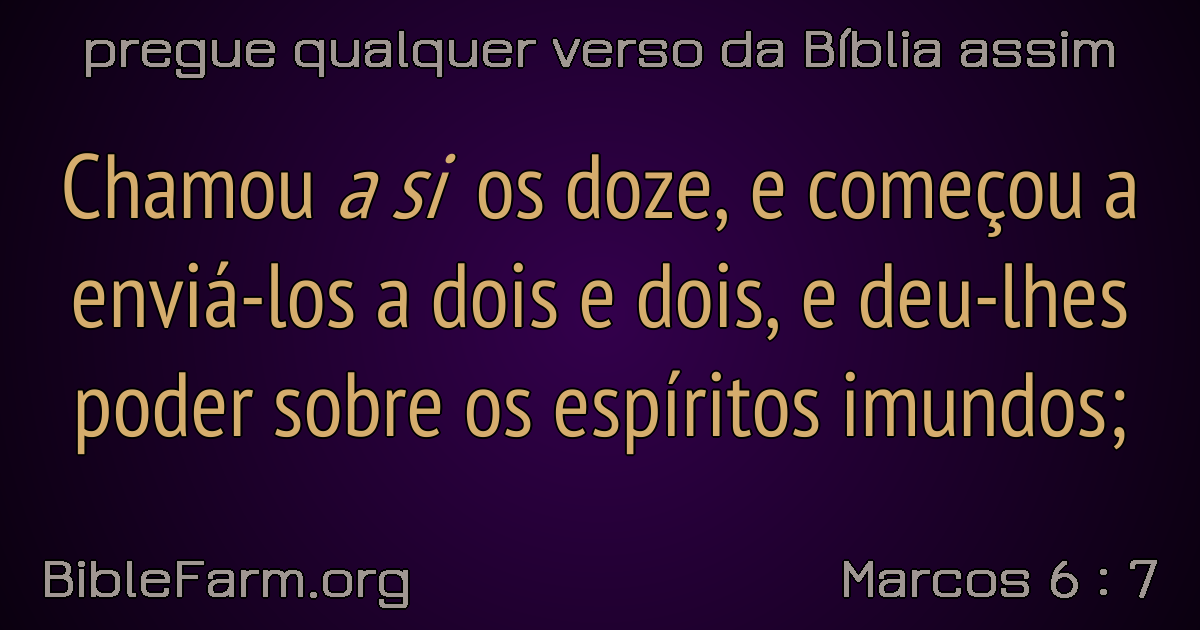 pregue qualquer verso da Bíblia assim
Chamou a si os doze, e começou a
enviá-los a dois e dois, e deu-lhes
poder sobre os espíritos imundos;
BibleFarm.org
Marcos 6 : 7